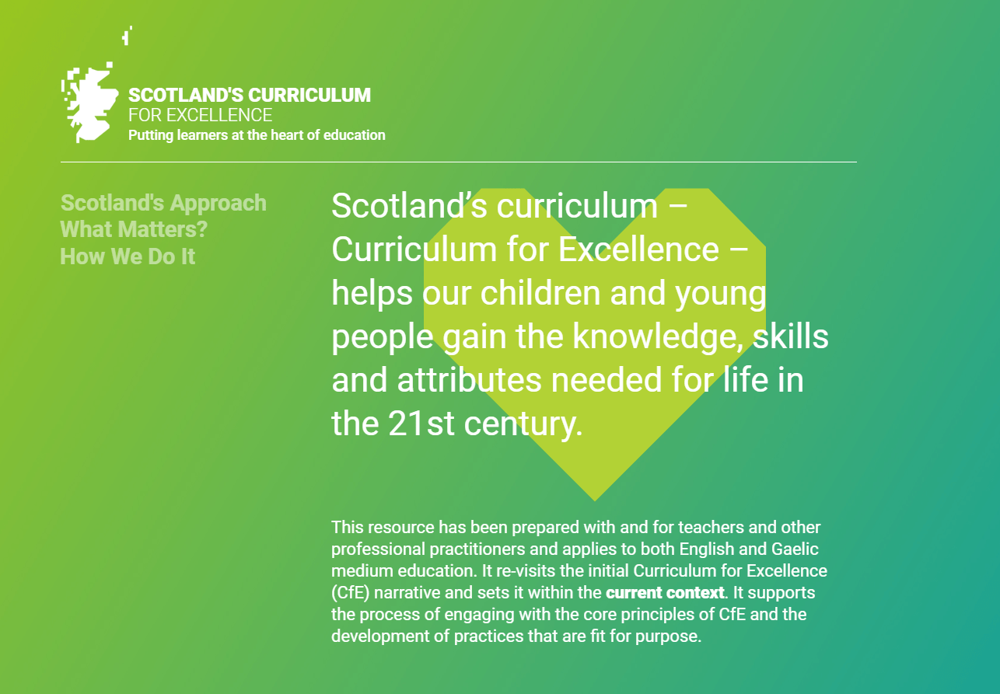 SCOTLAND'S CURRICULUM
FOR EXCELLENCE
Putting learners at the heart of education
Scotland's Approach
What Matters?
How We Do It
Scotland’s curriculum –
Curriculum for Excellence –
helps our children and young
people gain the knowledge, skills
and attributes needed for life in
the 21st century.
This resource has been prepared with and for teachers and other
professional practitioners and applies to both English and Gaelic
medium education. It re-visits the initial Curriculum for Excellence
(CfE) narrative and sets it within the current context. It supports
the process of engaging with the core principles of CfE and the
development of practices that are fit for purpose.